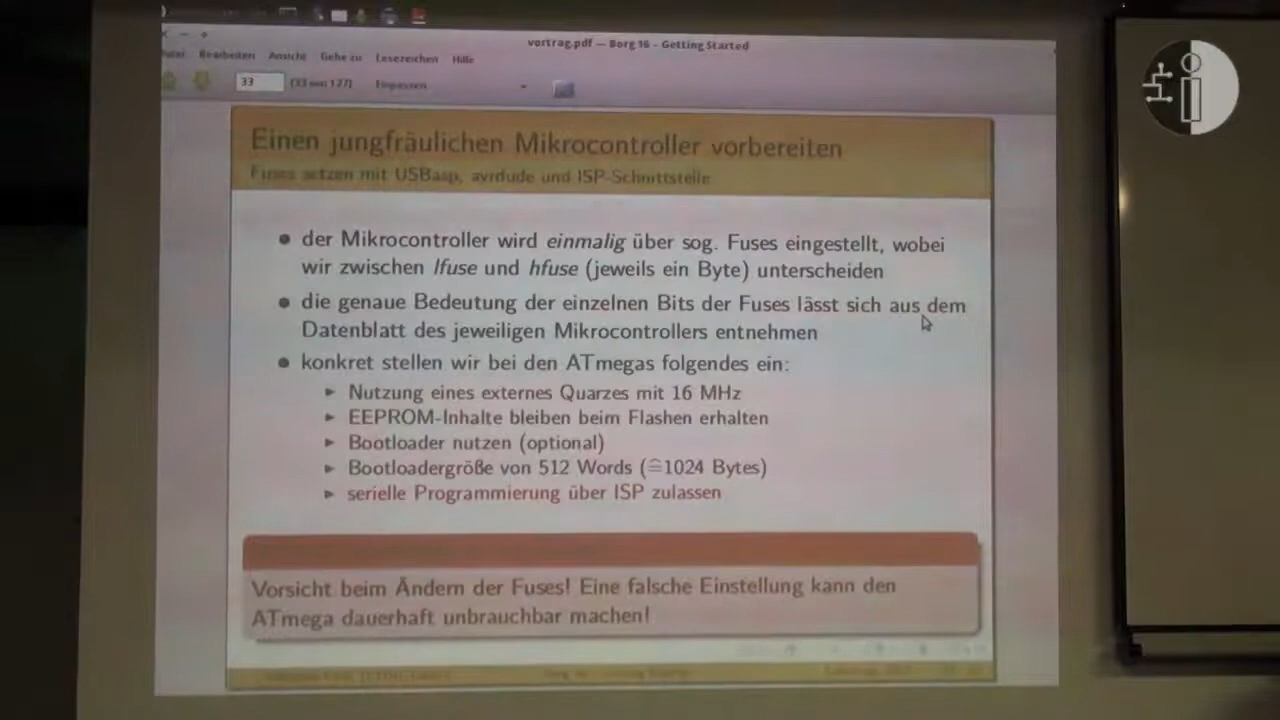 vortrag.pdf — Borg 16 - Getting Started
Datei Bearbeiten Ansicht Gehe zu Lesezeichen Hilfe
33 (33 von 127) Einpassen
Einen jungfräulichen Mikrocontroller vorbereiten
Fuses setzen mit USBasp, avrdude und ISP-Schnittstelle
● der Mikrocontroller wird einmalig über sog. Fuses eingestellt, wobei
wir zwischen lfuse und hfuse (jeweils ein Byte) unterscheiden
● die genaue Bedeutung der einzelnen Bits der Fuses lässt sich aus dem
Datenblatt des jeweiligen Mikrocontrollers entnehmen
● konkret stellen wir bei den ATmegas folgendes ein:
► Nutzung eines externes Quarzes mit 16 MHz
► EEPROM-Inhalte bleiben beim Flashen erhalten
► Bootloader nutzen (optional)
► Bootloadergröße von 512 Words (≙1024 Bytes)
► serielle Programmierung über ISP zulassen
Vorsicht beim Ändern der Fuses! Eine falsche Einstellung kann den
ATmega dauerhaft unbrauchbar machen!